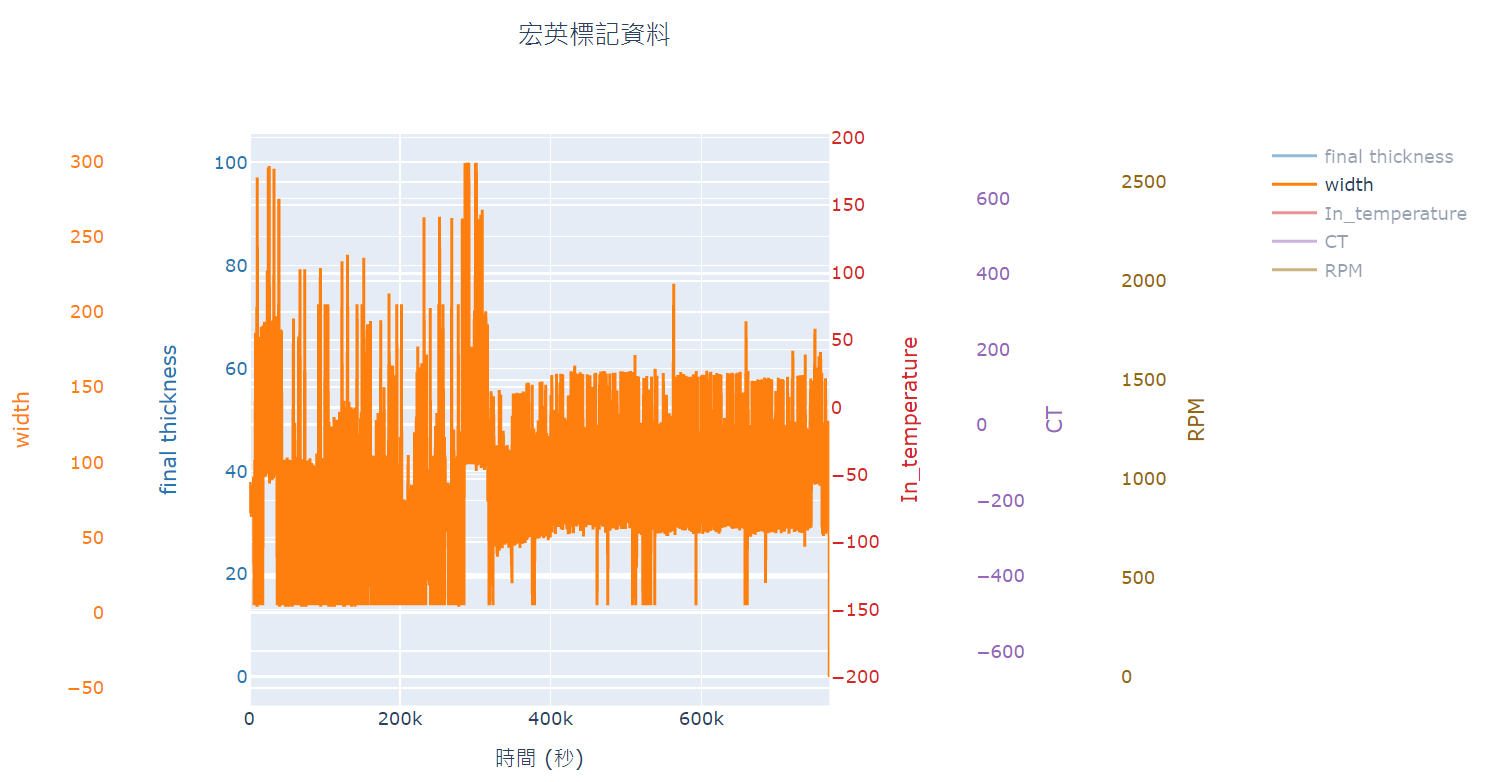 宏英標記資料
width
300
250
200
150
100
50
0
−50
final thickness
100
80
60
40
20
0
200
150
100
50
0
−50
−100
−150
−200
In_temperature
600
400
200
0
−200
−400
−600
CT
2500
2000
1500
1000
500
0
RPM
final thickness
width
In_temperature
CT
RPM
0 200k 400k 600k
時間 (秒)